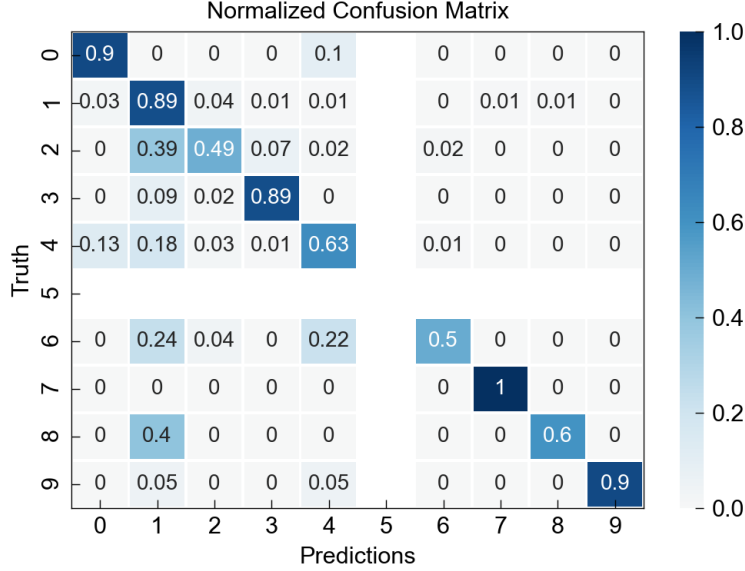 Normalized Confusion Matrix
0 0.9 0 0 0 0.1 0 0 0 0
1 0.03 0.89 0.04 0.01 0.01 0 0.01 0.01 0
2 0 0.39 0.49 0.07 0.02 0.02 0 0 0
3 0 0.09 0.02 0.89 0 0 0 0 0
4 0.13 0.18 0.03 0.01 0.63 0.01 0 0 0
5
6 0 0.24 0.04 0 0.22 0.5 0 0 0
7 0 0 0 0 0 0 1 0 0
8 0 0.4 0 0 0 0 0 0.6 0
9 0 0.05 0 0 0.05 0 0 0 0.9
0 1 2 3 4 5 6 7 8 9
Truth
Predictions
1.0
0.8
0.6
0.4
0.2
0.0